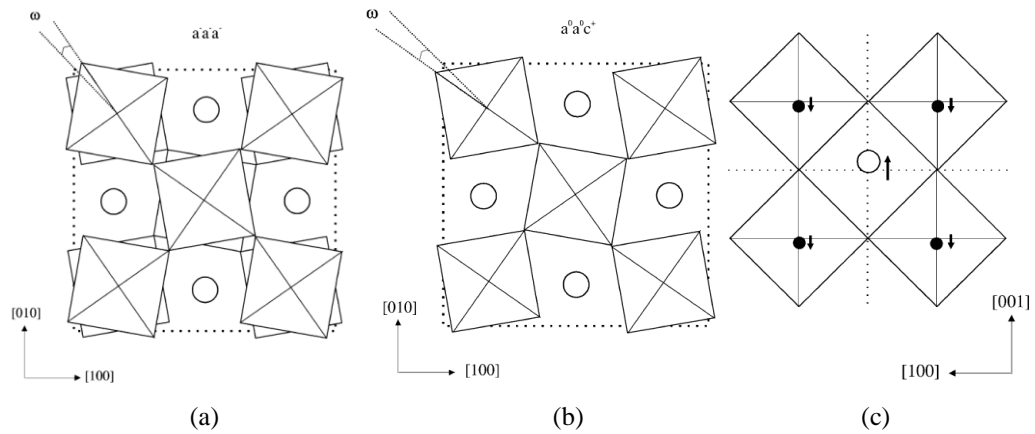 ω
a⁻a⁻a⁻
[010]
[100]
(a)
ω
a⁰a⁰c⁺
[010]
[100]
(b)
[001]
[100]
(c)